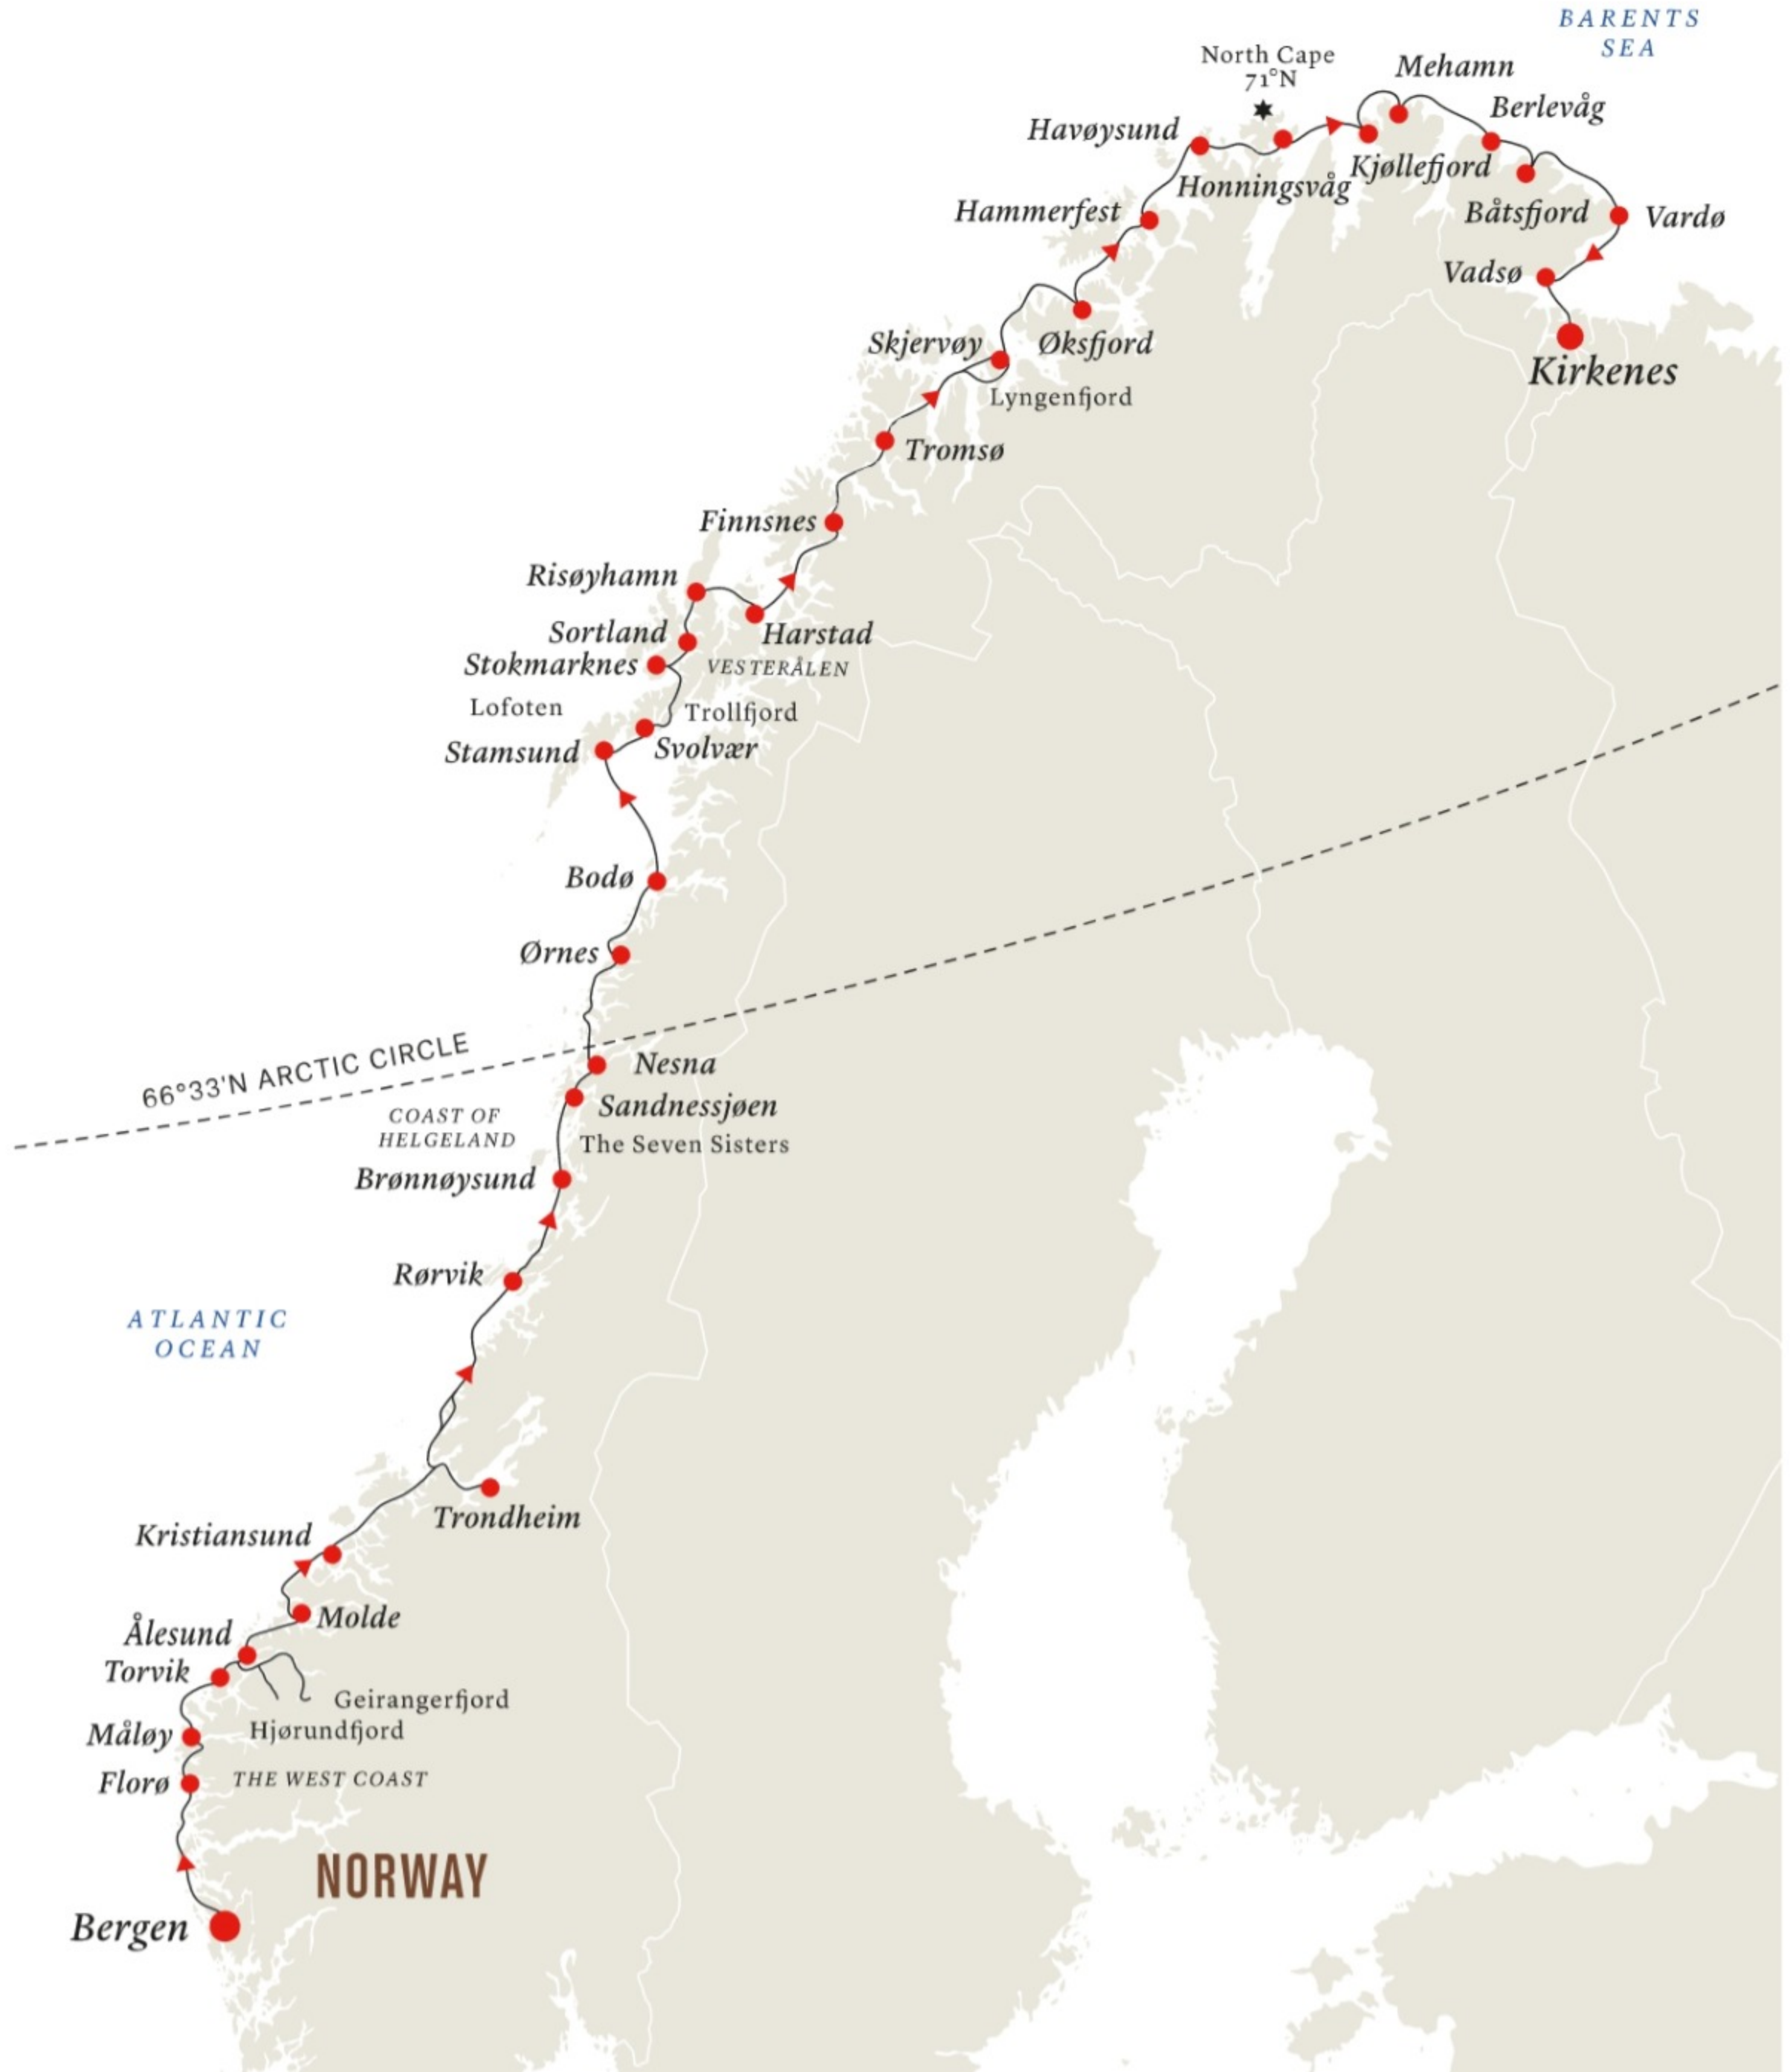 BARENTS
SEA
North Cape
71°N
Mehamn
Berlevåg
Havøysund
Kjøllefjord
Honningsvåg
Hammerfest
Båtsfjord
Vardø
Vadsø
Skjervøy
Øksfjord
Kirkenes
Lyngenfjord
Tromsø
Finnsnes
Risøyhamn
Sortland
Harstad
Stokmarknes
VESTERÅLEN
Lofoten
Trollfjord
Stamsund
Svolvær
Bodø
Ørnes
66°33'N ARCTIC CIRCLE
Nesna
Sandnessjøen
COAST OF
HELGELAND
The Seven Sisters
Brønnøysund
Rørvik
ATLANTIC
OCEAN
Trondheim
Kristiansund
Molde
Ålesund
Torvik
Geirangerfjord
Hjørundfjord
Måløy
Florø
THE WEST COAST
NORWAY
Bergen